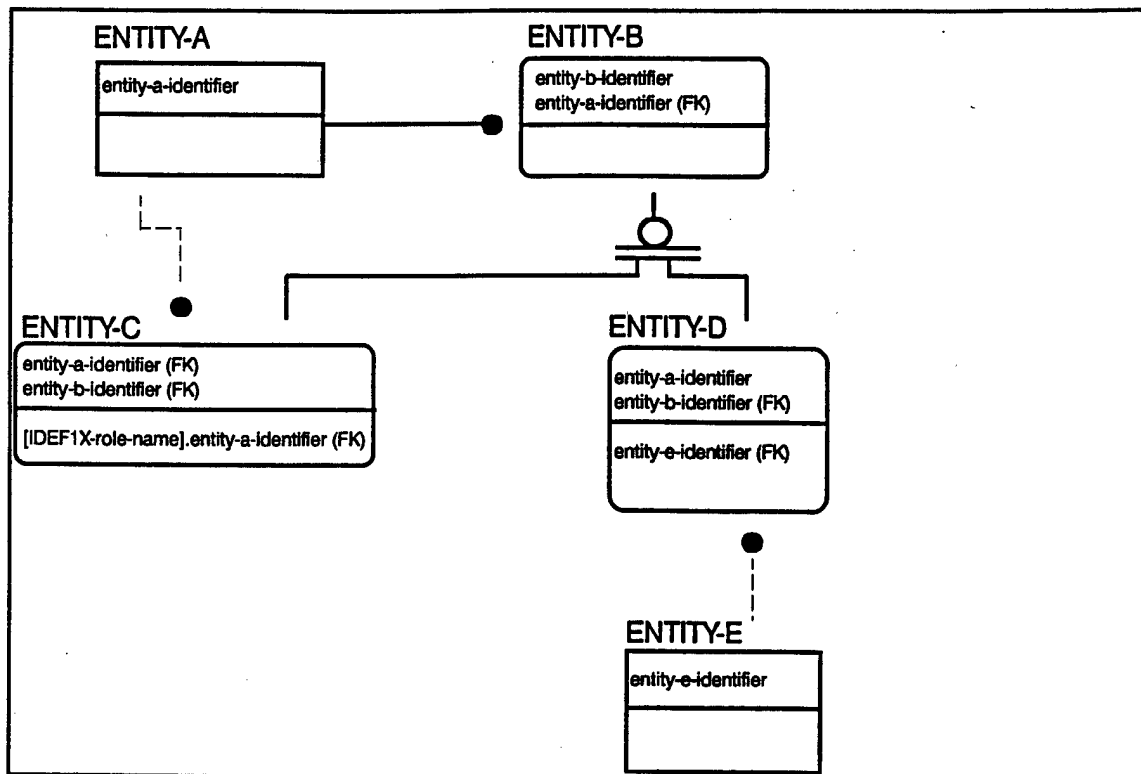 ENTITY-A
entity-a-identifier
ENTITY-B
entity-b-identifier
entity-a-identifier (FK)
ENTITY-C
entity-a-identifier (FK)
entity-b-identifier (FK)
[IDEF1X-role-name].entity-a-identifier (FK)
ENTITY-D
entity-a-identifier
entity-b-identifier (FK)
entity-e-identifier (FK)
ENTITY-E
entity-e-identifier